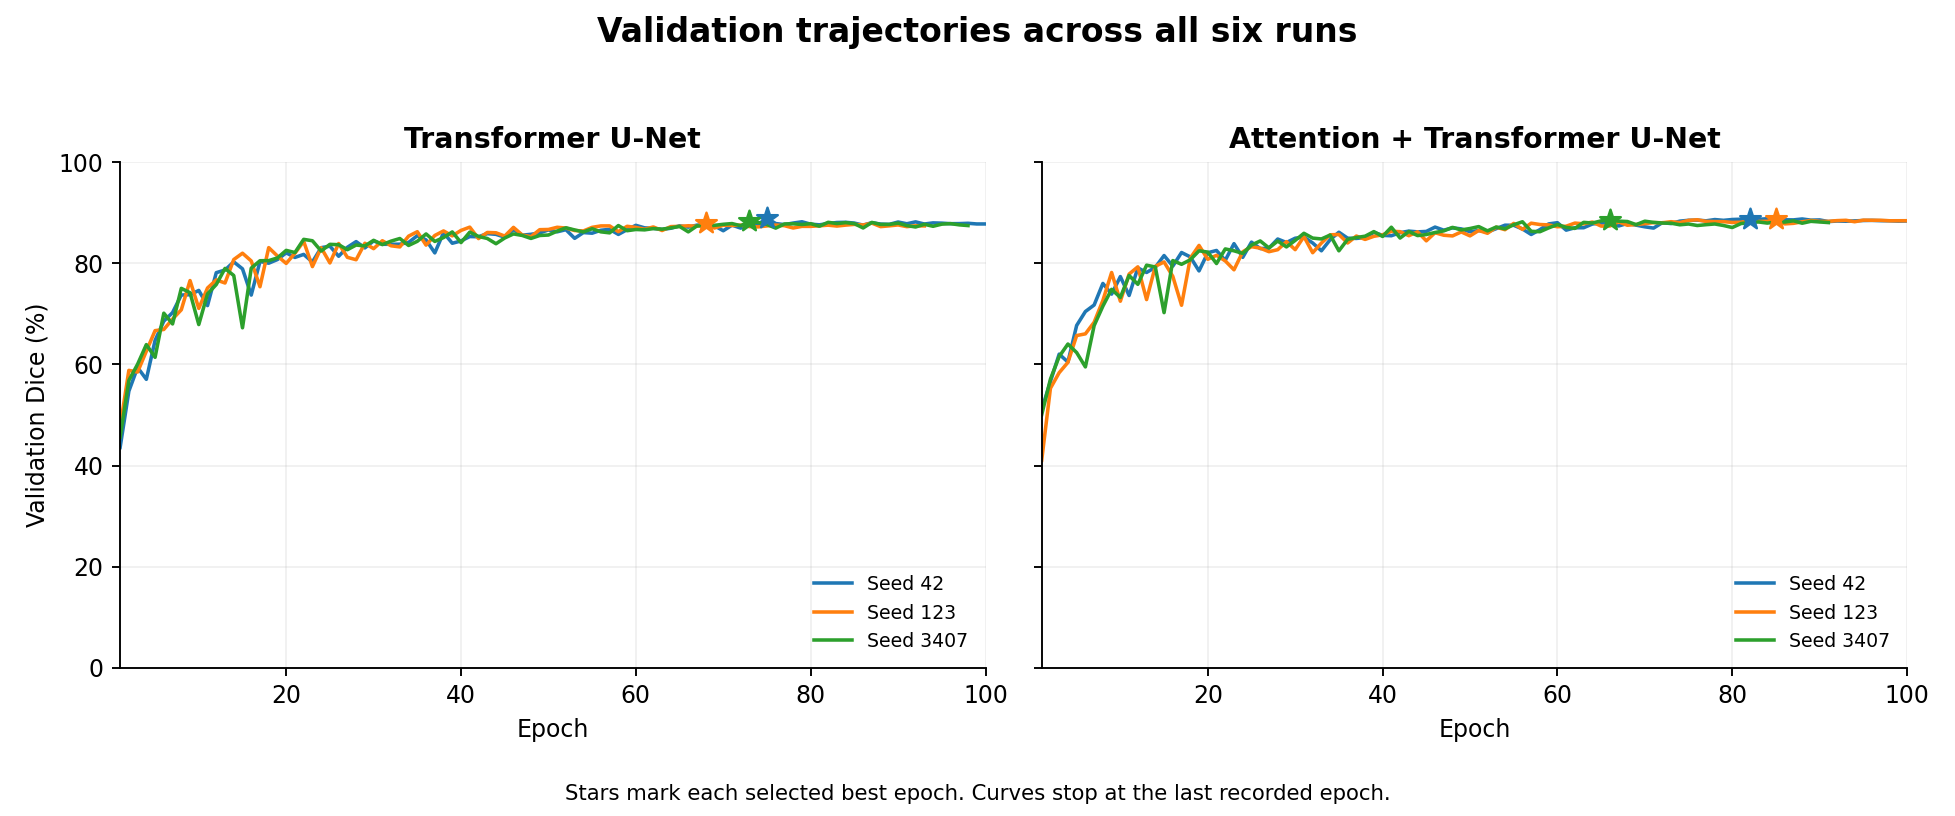 Validation trajectories across all six runs
Transformer U-Net
Validation Dice (%)
100
80
60
40
20
0
20 40 60 80 100
Epoch
Seed 42
Seed 123
Seed 3407
Attention + Transformer U-Net
20 40 60 80 100
Epoch
Seed 42
Seed 123
Seed 3407
Stars mark each selected best epoch. Curves stop at the last recorded epoch.